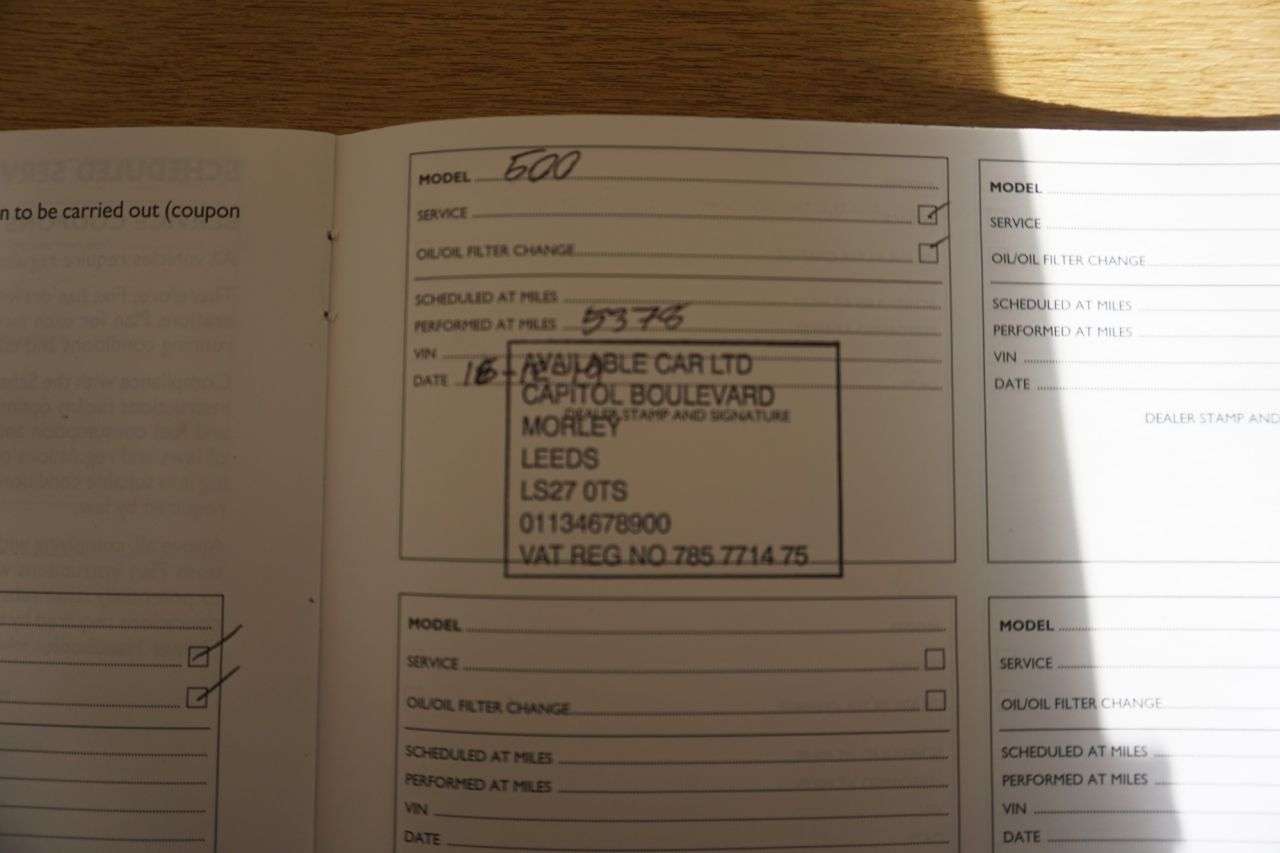 n to be carried out (coupon
MODEL 500
SERVICE
OIL/OIL FILTER CHANGE
SCHEDULED AT MILES
PERFORMED AT MILES 5378
VIN
DATE
DEALER STAMP AND SIGNATURE
AVAILABLE CAR LTD
CAPITOL BOULEVARD
MORLEY
LEEDS
LS27 0TS
01134678900
VAT REG NO 785 7714 75
MODEL
SERVICE
OIL/OIL FILTER CHANGE
SCHEDULED AT MILES
PERFORMED AT MILES
VIN
DATE
DEALER STAMP AND
MODEL
SERVICE
OIL/OIL FILTER CHANGE
SCHEDULED AT MILES
PERFORMED AT MILES
VIN
DATE
MODEL
SERVICE
OIL/OIL FILTER CHANGE
SCHEDULED AT MILES
PERFORMED AT MILES
VIN
DATE